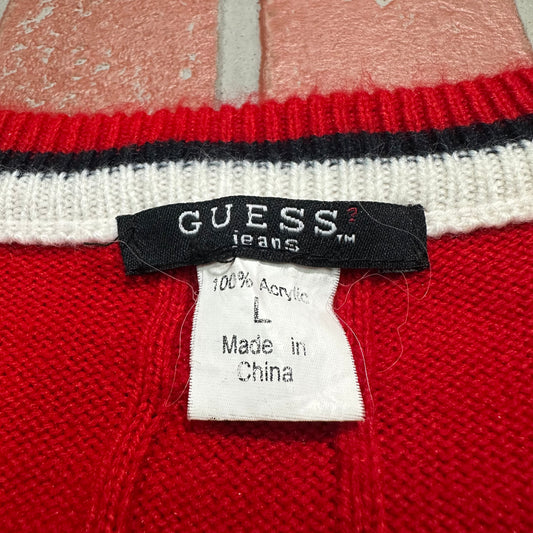 GUESS?
jeans™
100% Acrylic
L
Made in
China